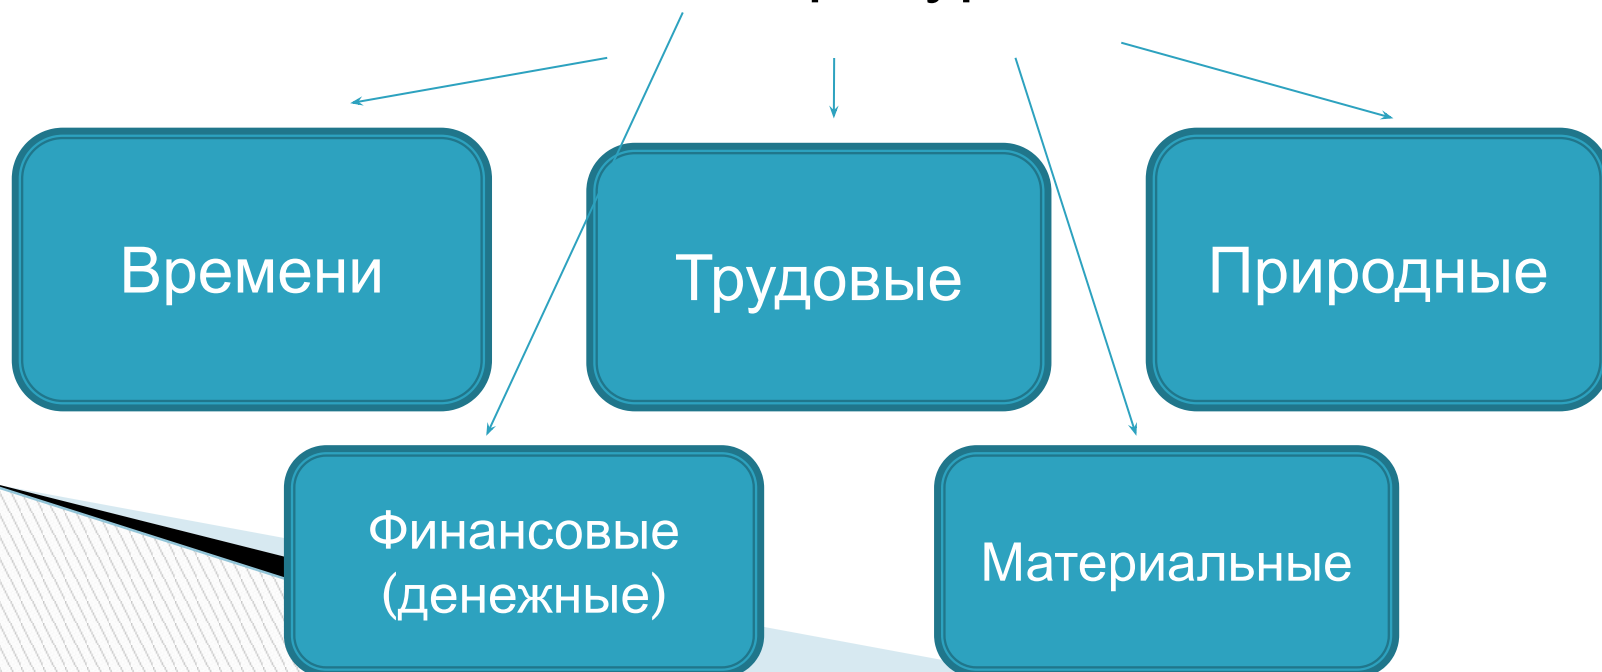 Времени
Трудовые
Природные
Финансовые
(денежные)
Материальные